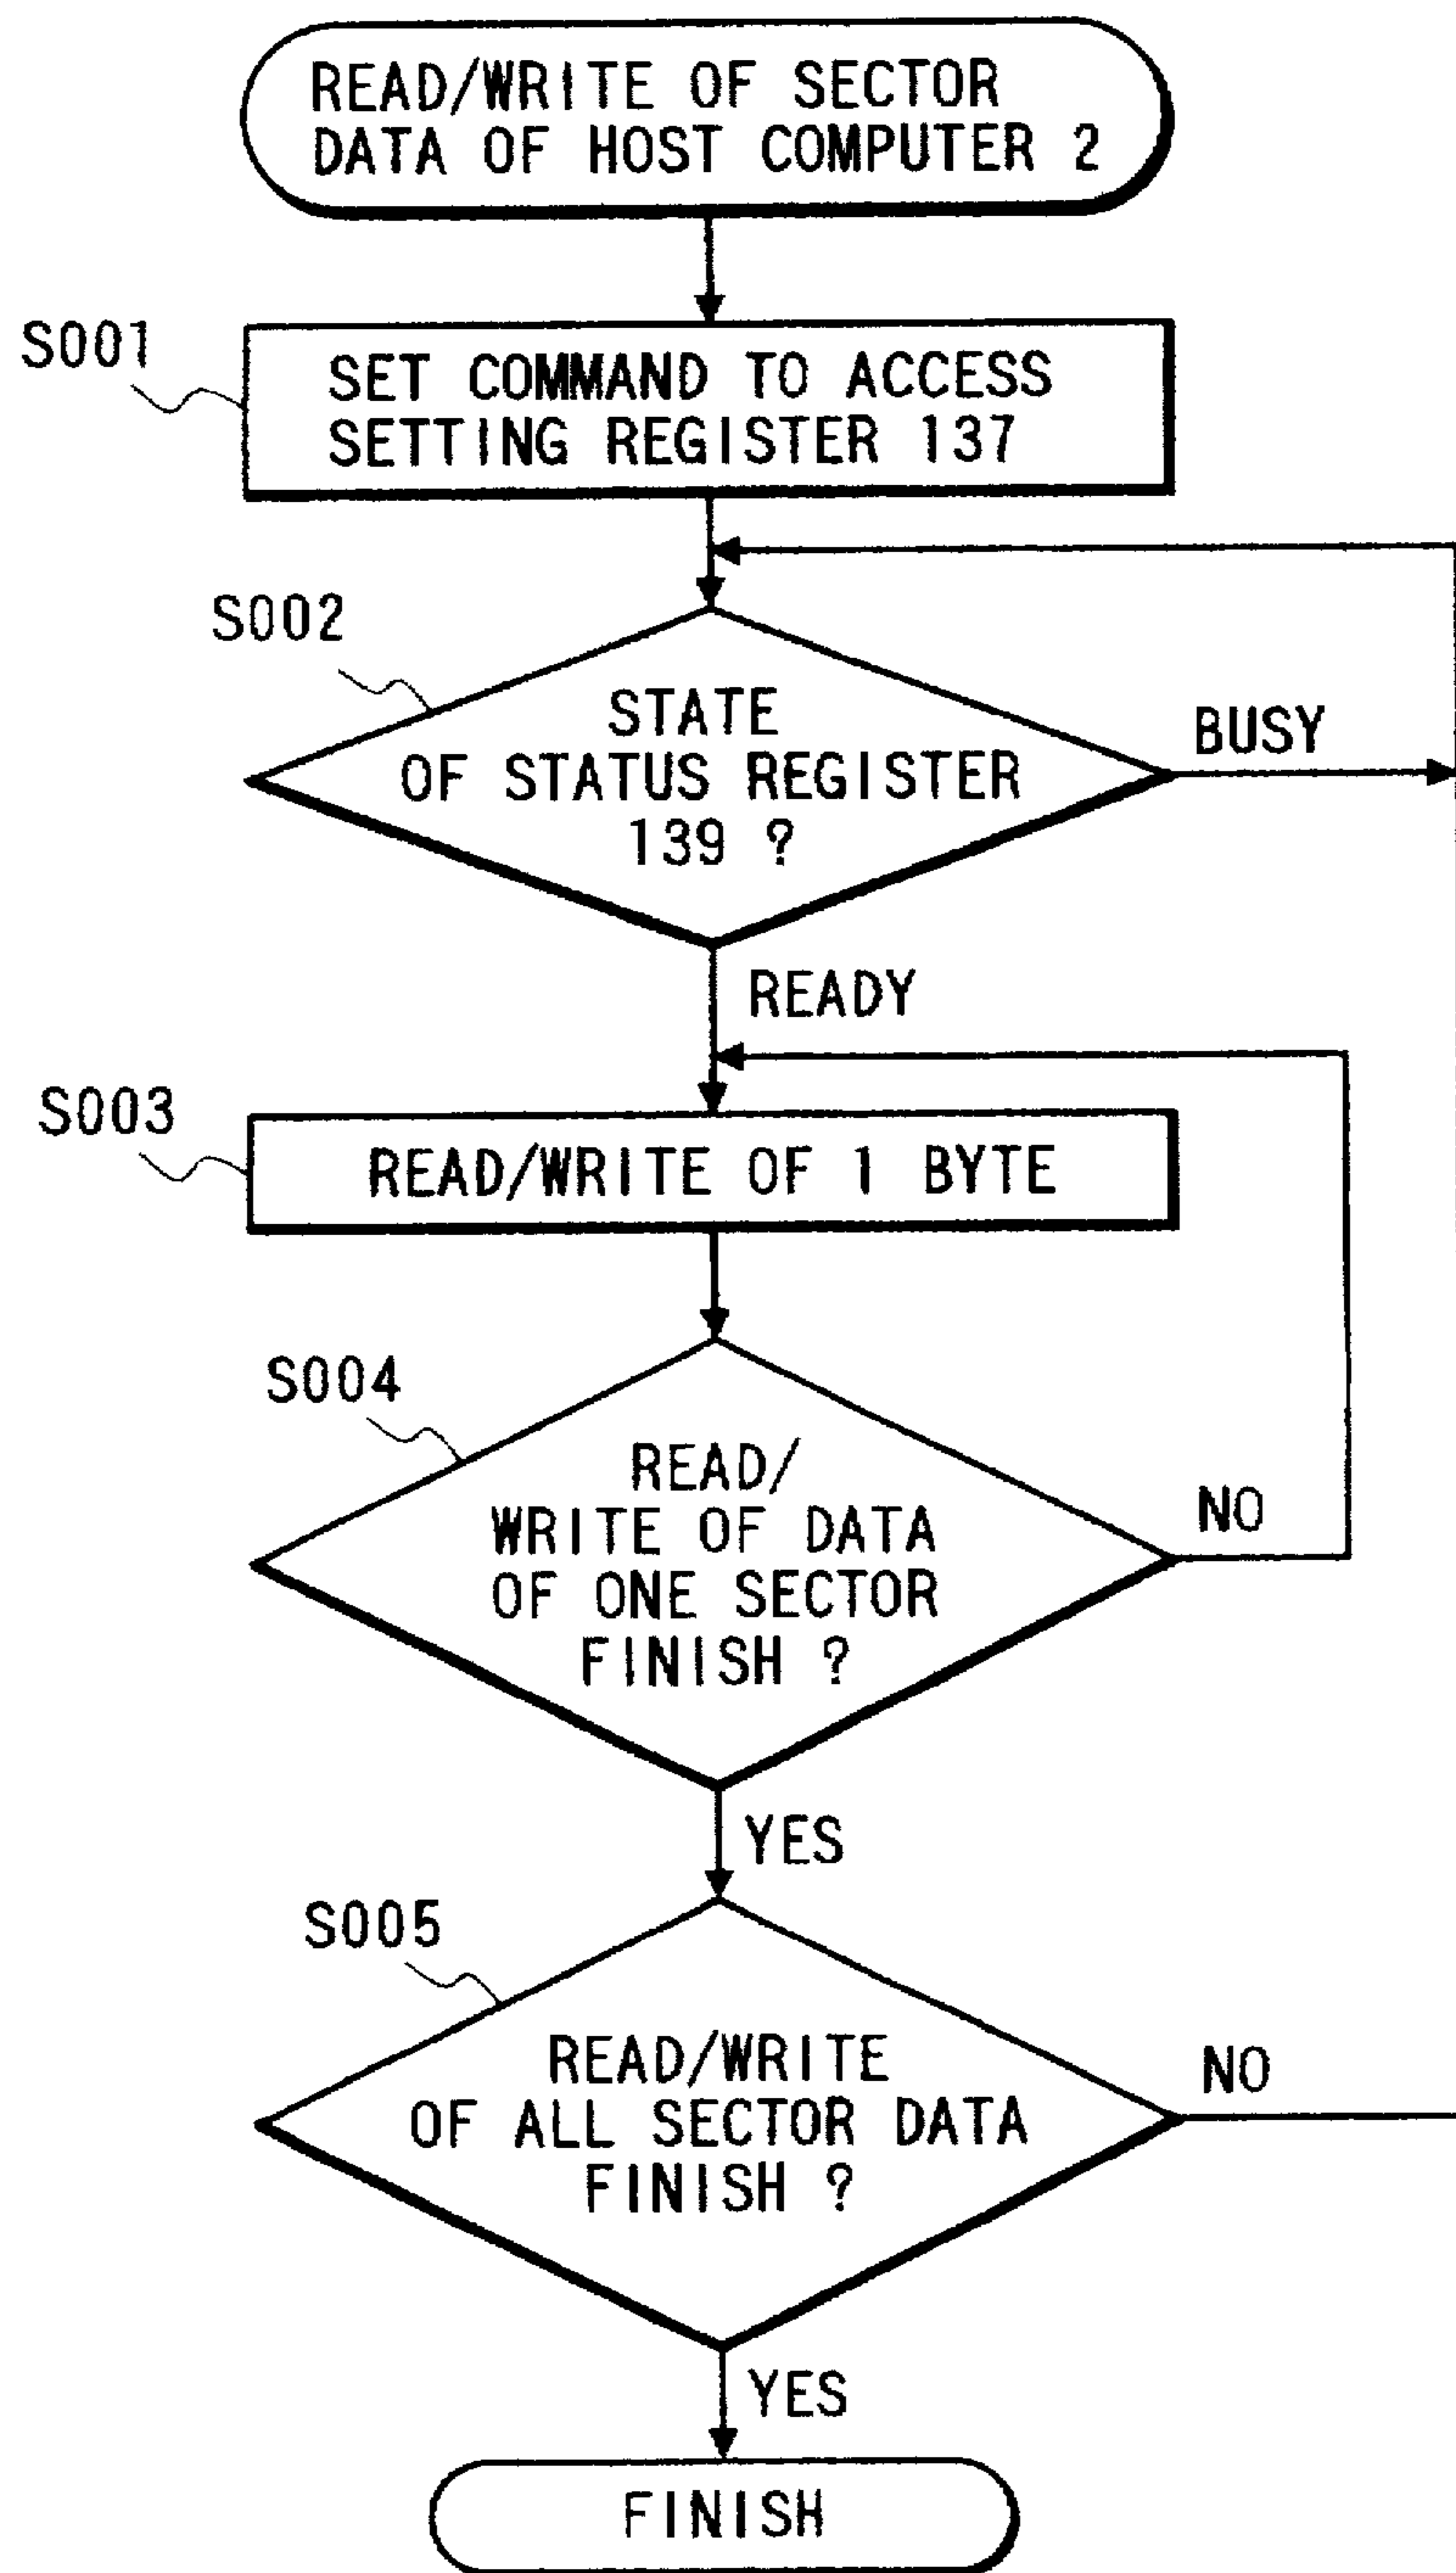 READ/WRITE OF SECTOR
DATA OF HOST COMPUTER 2
S001
SET COMMAND TO ACCESS
SETTING REGISTER 137
S002
STATE
OF STATUS REGISTER
139 ?
BUSY
READY
S003
READ/WRITE OF 1 BYTE
S004
READ/
WRITE OF DATA
OF ONE SECTOR
FINISH ?
NO
YES
S005
READ/WRITE
OF ALL SECTOR DATA
FINISH ?
NO
YES
FINISH